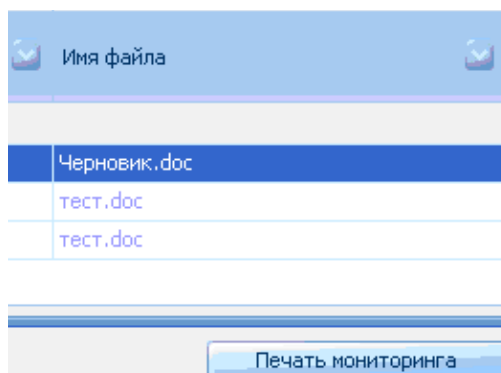 Имя файла
Черновик.doc
тест.doc
тест.doc
Печать мониторинга